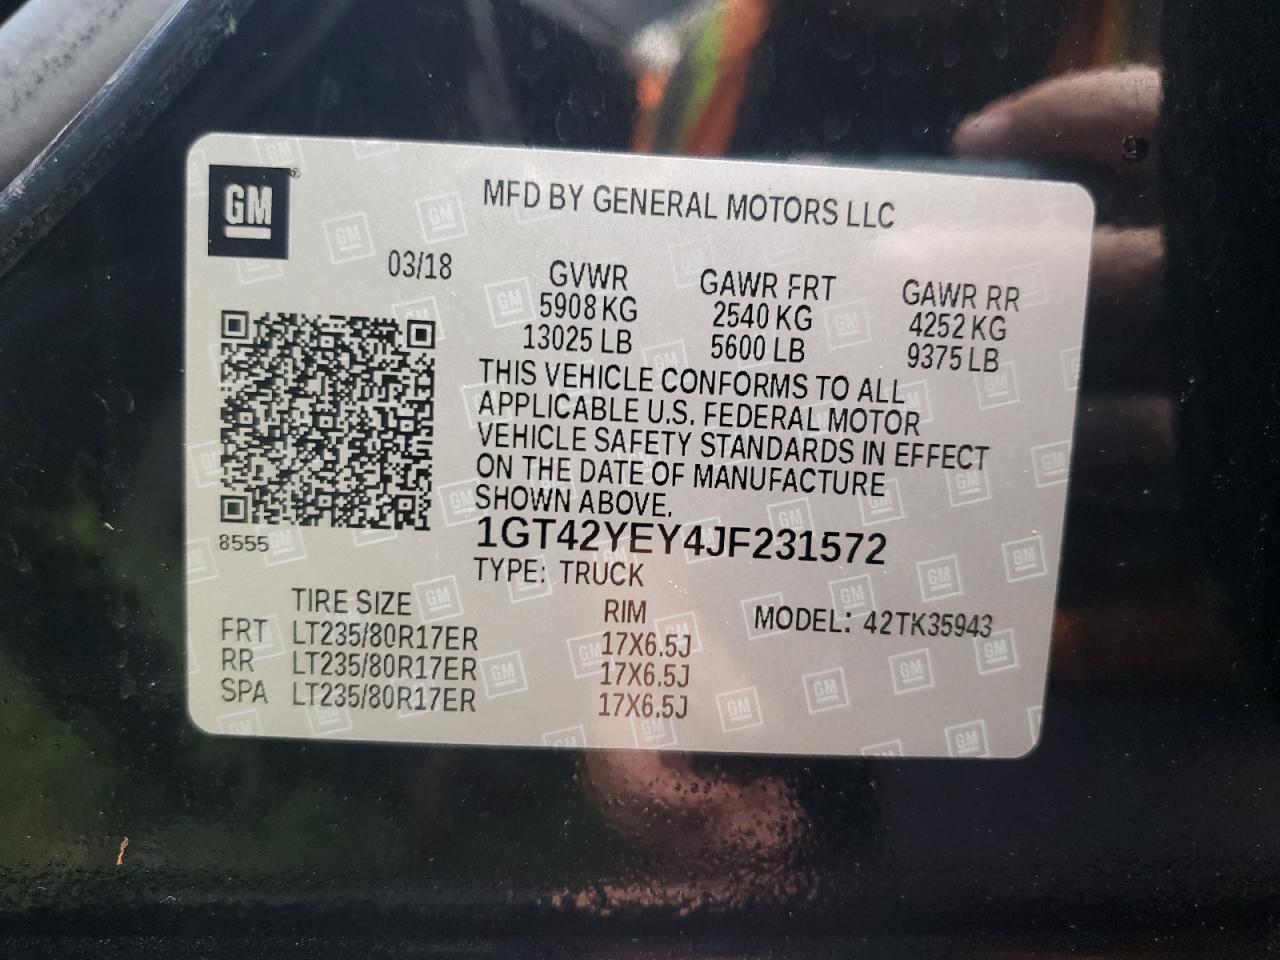 GM
MFD BY GENERAL MOTORS LLC
03/18
GVWR GAWR FRT GAWR RR
5908 KG 2540 KG 4252 KG
13025 LB 5600 LB 9375 LB
THIS VEHICLE CONFORMS TO ALL
APPLICABLE U.S. FEDERAL MOTOR
VEHICLE SAFETY STANDARDS IN EFFECT
ON THE DATE OF MANUFACTURE
SHOWN ABOVE.
8555
1GT42YEY4JF231572
TYPE: TRUCK
TIRE SIZE RIM MODEL: 42TK35943
FRT LT235/80R17ER 17X6.5J
RR LT235/80R17ER 17X6.5J
SPA LT235/80R17ER 17X6.5J